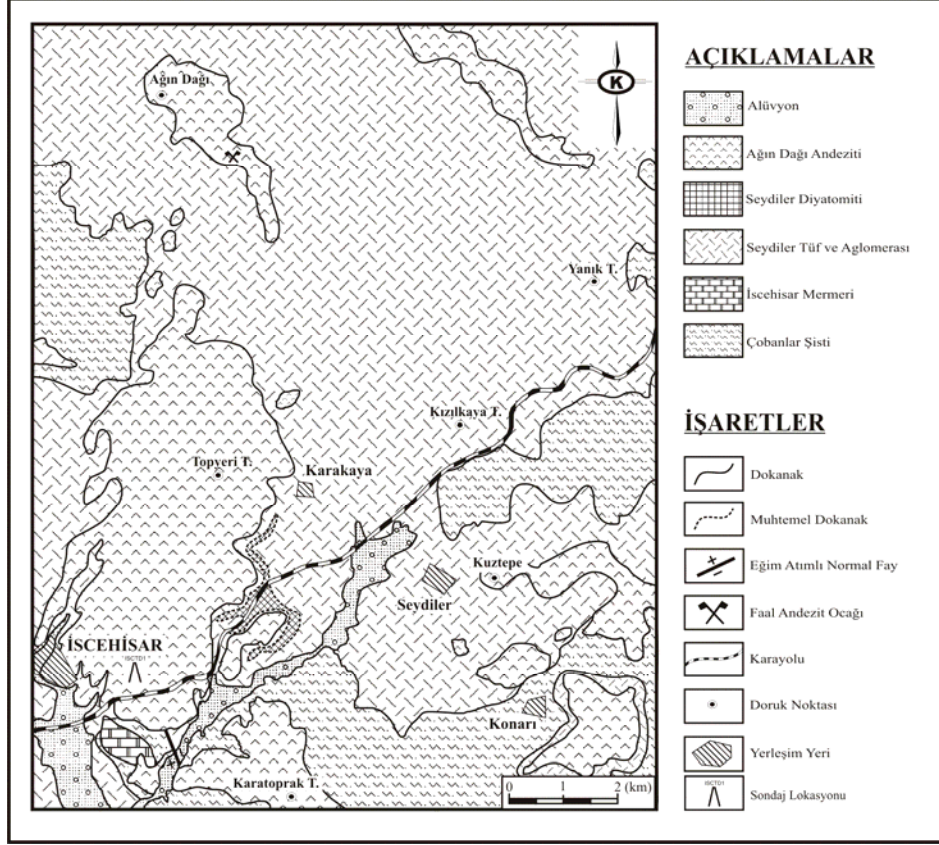 Ağın Dağı
K
Yanık T.
Kızılkaya T.
Topyeri T.
Karakaya
Kuztepe
Seydiler
İSCEHİSAR
ISCTD1
Konarı
Karatoprak T.
0 1 2 (km)
AÇIKLAMALAR
Alüvyon
Ağın Dağı Andeziti
Seydiler Diyatomiti
Seydiler Tüf ve Aglomerası
İscehisar Mermeri
Çobanlar Şisti
İŞARETLER
Dokanak
Muhtemel Dokanak
Eğim Atımlı Normal Fay
Faal Andezit Ocağı
Karayolu
Doruk Noktası
Yerleşim Yeri
ISCTD1
Sondaj Lokasyonu